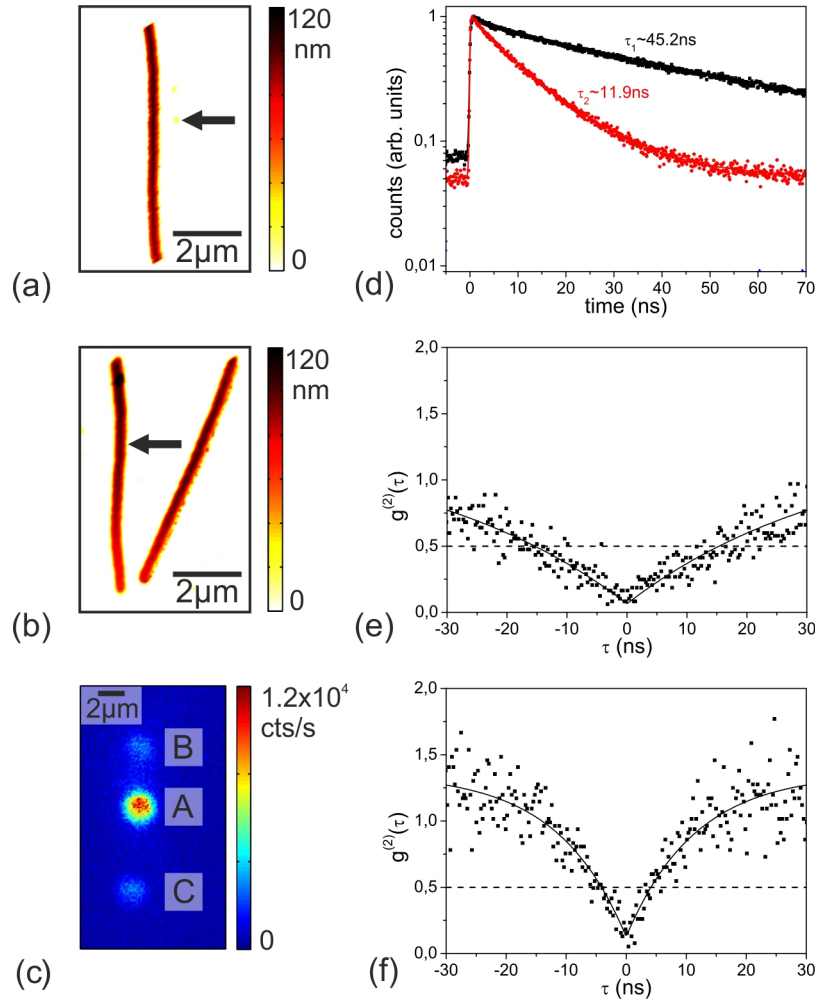 120
nm
2μm
0
(a)
1
0,1
0,01
counts (arb. units)
τ1~45.2ns
τ2~11.9ns
0 10 20 30 40 50 60 70
time (ns)
(d)
120
nm
2μm
0
(b)
2,0
1,5
1,0
0,5
0,0
g(2)(τ)
-30 -20 -10 0 10 20 30
τ (ns)
(e)
2μm
B
A
C
1.2x10^4
cts/s
0
(c)
2,0
1,5
1,0
0,5
0,0
g(2)(τ)
-30 -20 -10 0 10 20 30
τ (ns)
(f)